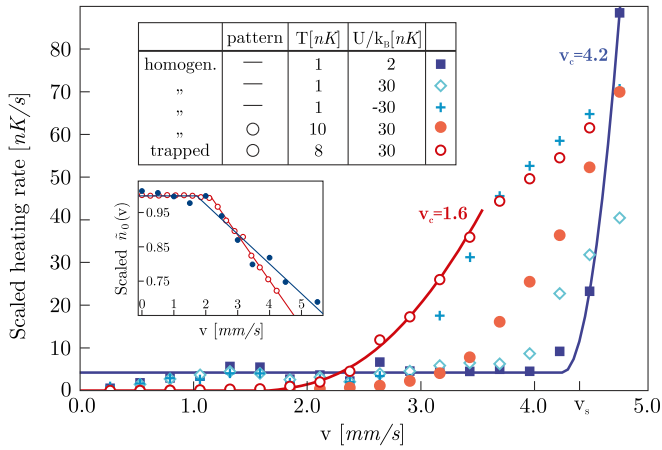 Scaled heating rate [nK/s]
80
70
60
50
40
30
20
10
0
pattern T[nK] U/k_B[nK]
homogen. — 1 2
„ — 1 30
„ — 1 -30
„ ○ 10 30
trapped ○ 8 30
v_c=4.2
v_c=1.6
Scaled ñ_0(v)
0.95
0.85
0.75
0 1 2 3 4 5
v [mm/s]
0.0 1.0 2.0 3.0 4.0 v_s 5.0
v [mm/s]